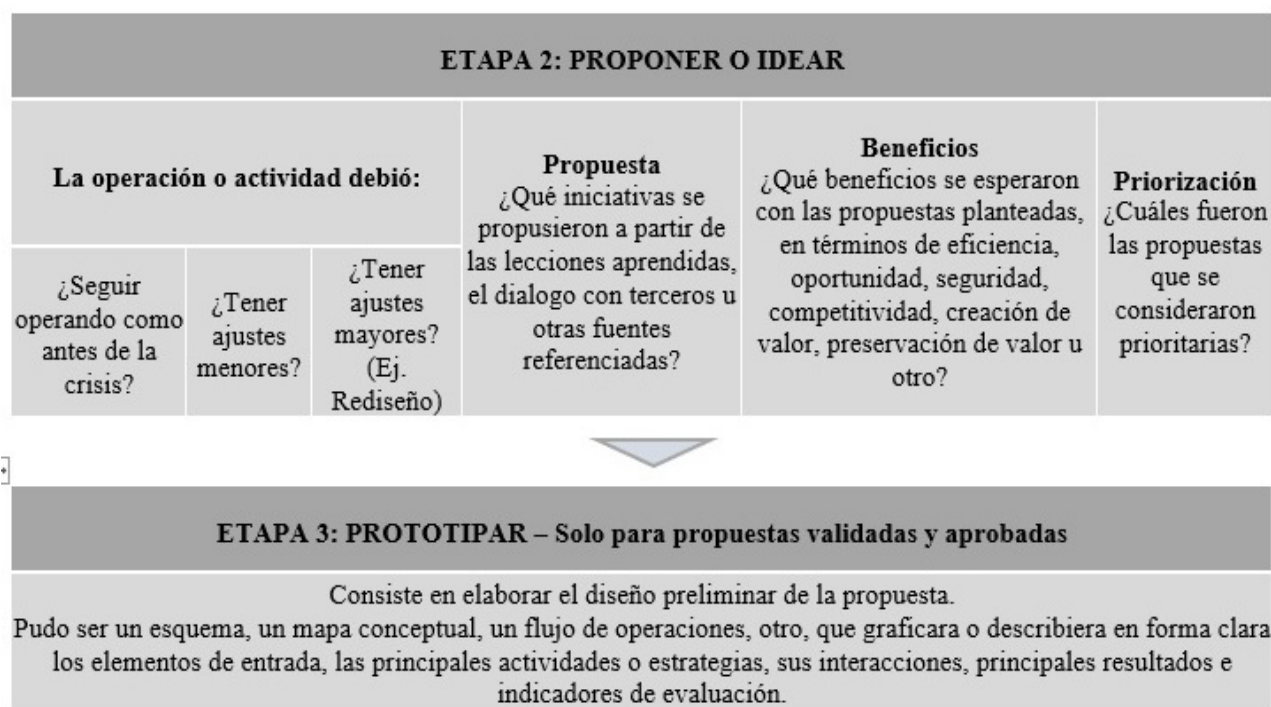 ETAPA 2: PROPONER O IDEAR
La operación o actividad debió:
¿Seguir
operando como
antes de la
crisis?
¿Tener
ajustes
menores?
¿Tener
ajustes
mayores?
(Ej.
Rediseño)
Propuesta
¿Qué iniciativas se
propusieron a partir de
las lecciones aprendidas,
el dialogo con terceros u
otras fuentes
referenciadas?
Beneficios
¿Qué beneficios se esperaron
con las propuestas planteadas,
en términos de eficiencia,
oportunidad, seguridad,
competitividad, creación de
valor, preservación de valor u
otro?
Priorización
¿Cuáles fueron
las propuestas
que se
consideraron
prioritarias?
ETAPA 3: PROTOTIPAR – Solo para propuestas validadas y aprobadas
Consiste en elaborar el diseño preliminar de la propuesta.
Pudo ser un esquema, un mapa conceptual, un flujo de operaciones, otro, que graficara o describiera en forma clara
los elementos de entrada, las principales actividades o estrategias, sus interacciones, principales resultados e
indicadores de evaluación.